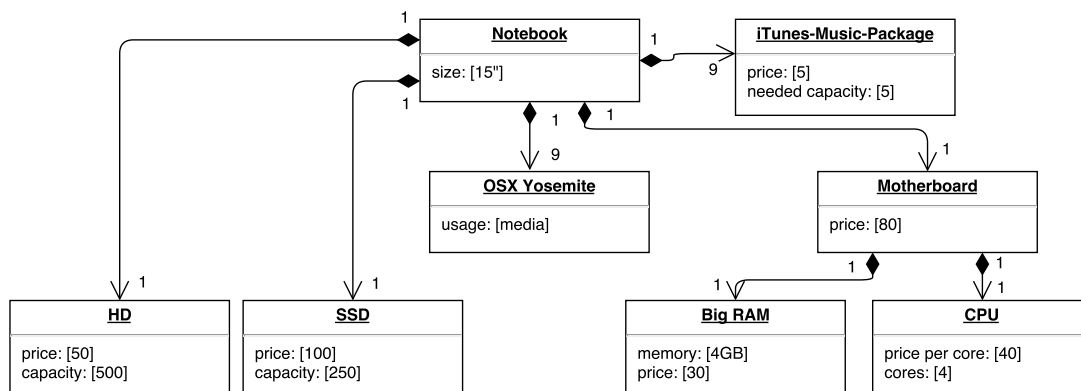 1
Notebook
size: [15"]
1
1
9
iTunes-Music-Package
price: [5]
needed capacity: [5]
1
9
OSX Yosemite
usage: [media]
1
1
Motherboard
price: [80]
1
HD
price: [50]
capacity: [500]
1
SSD
price: [100]
capacity: [250]
1
1
Big RAM
memory: [4GB]
price: [30]
1
1
CPU
price per core: [40]
cores: [4]